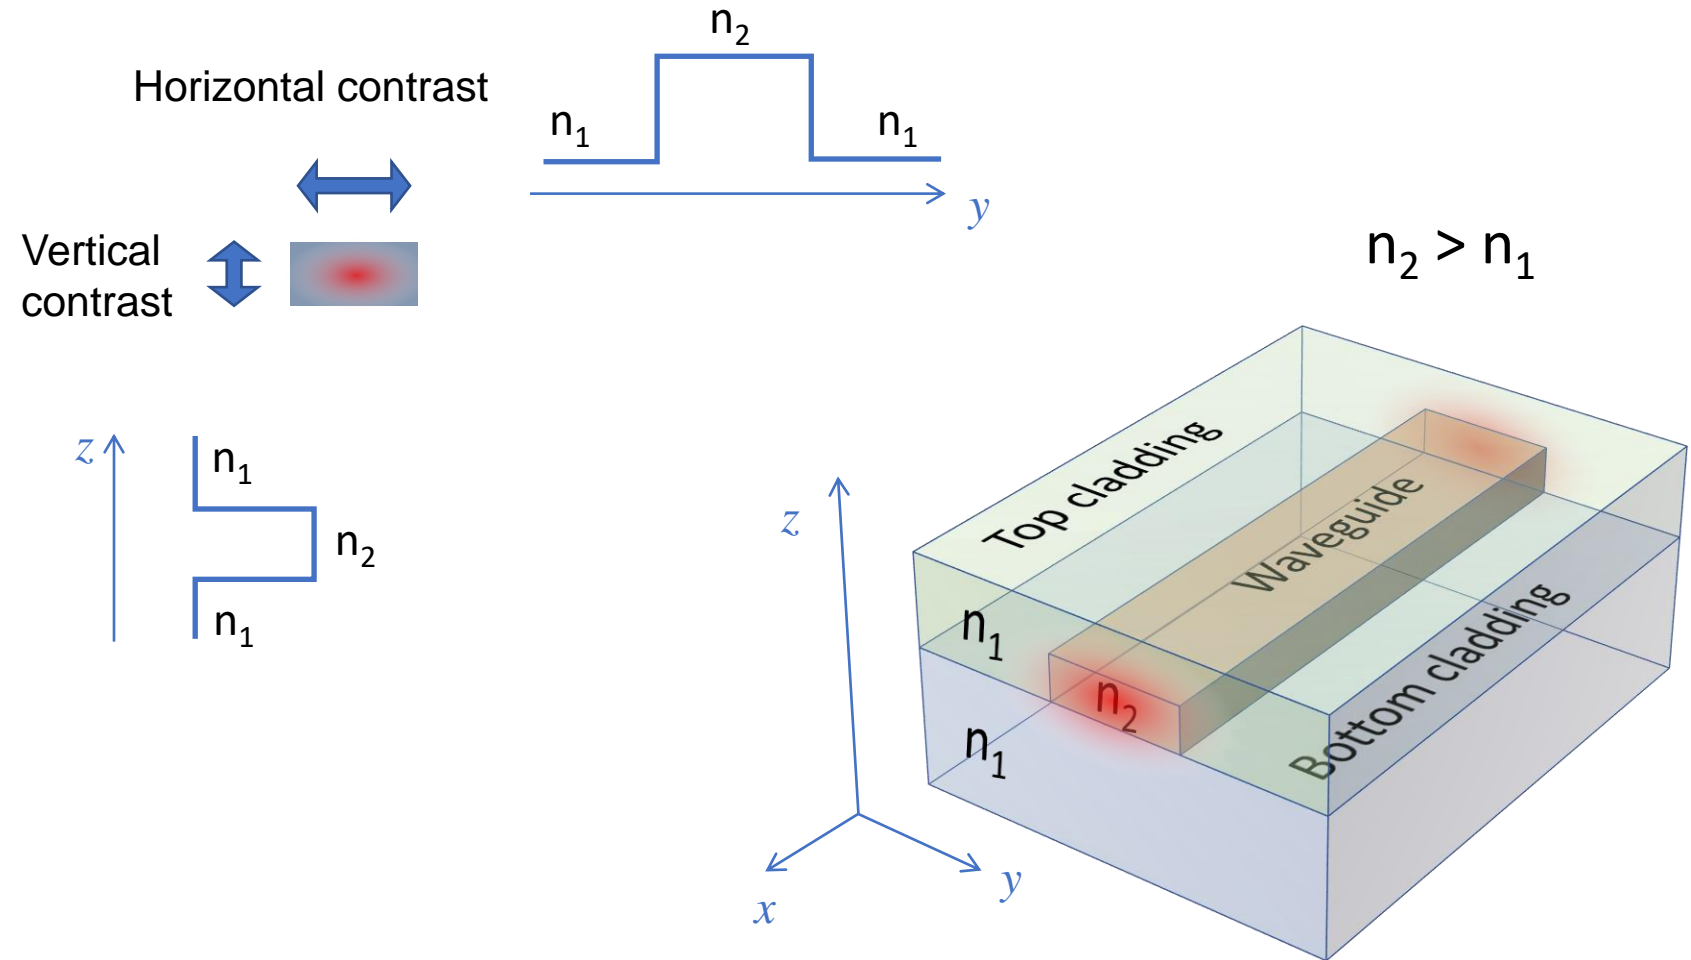 n₂
Horizontal contrast
n₁
n₁
y
Vertical
contrast
n₂ > n₁
z
n₁
n₂
n₁
Top cladding
Waveguide
Bottom cladding
z
n₁
n₂
n₁
y
x